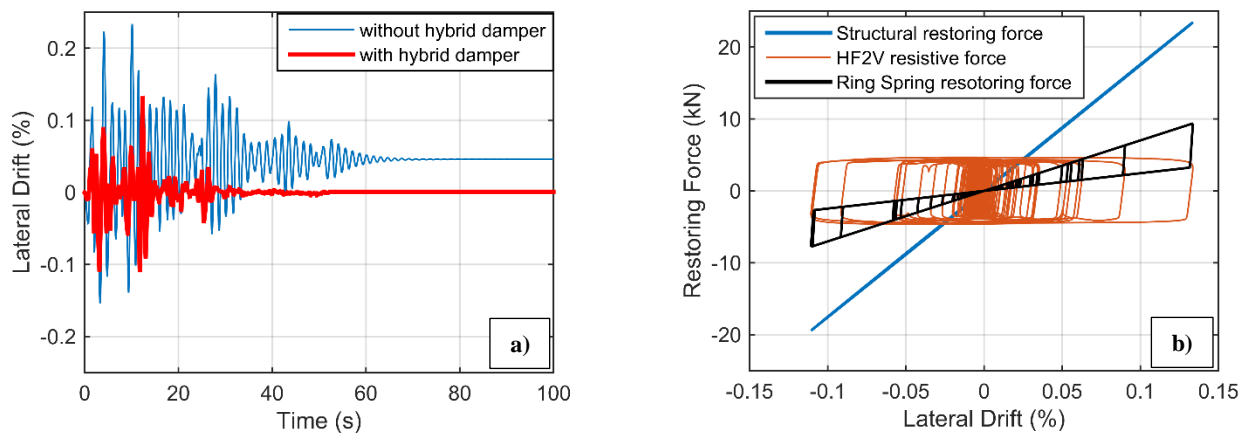 without hybrid damper
with hybrid damper
0.2
0.1
0
-0.1
-0.2
Lateral Drift (%)
0
20
40
60
80
100
Time (s)
a)
Structural restoring force
HF2V resistive force
Ring Spring resotoring force
20
10
0
-10
-20
Restoring Force (kN)
-0.15
-0.1
-0.05
0
0.05
0.1
0.15
Lateral Drift (%)
b)